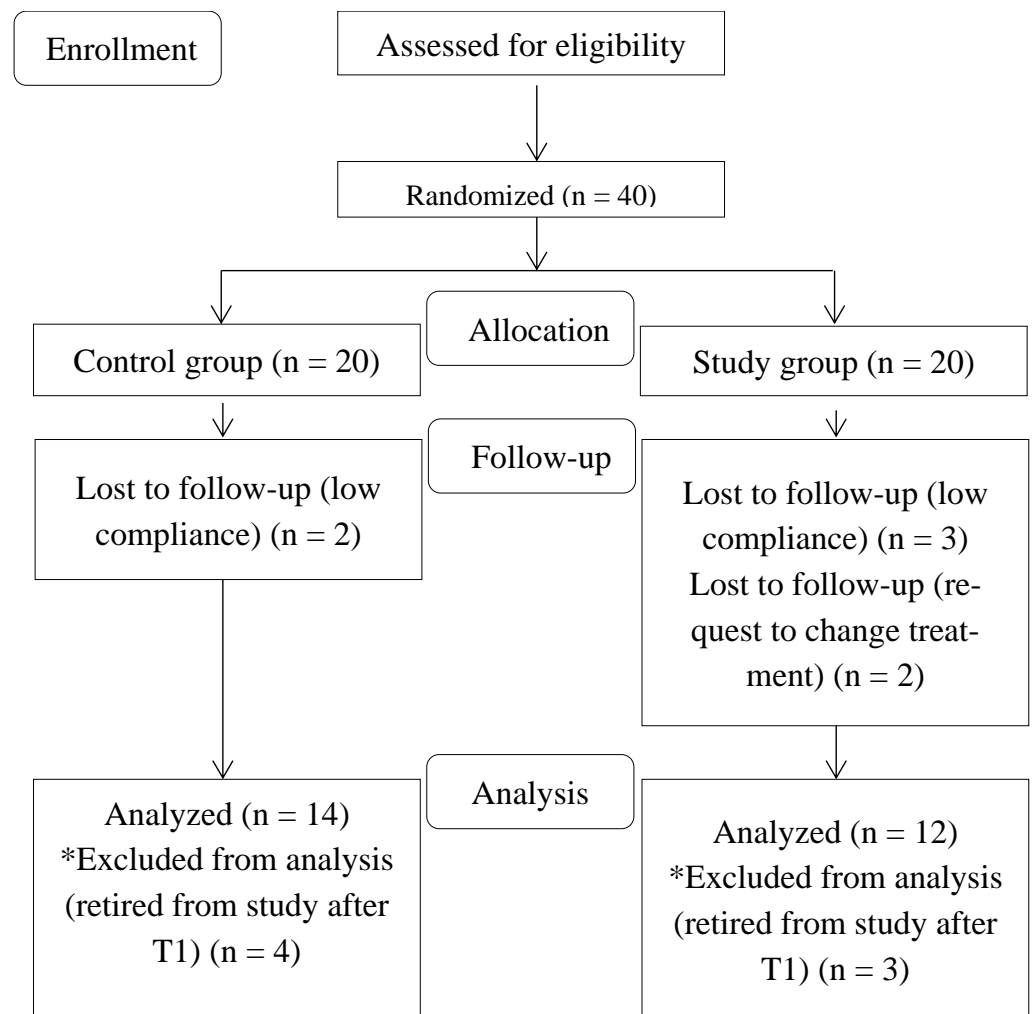 Enrollment
Assessed for eligibility
Randomized (n = 40)
Allocation
Control group (n = 20)
Study group (n = 20)
Follow-up
Lost to follow-up (low
compliance) (n = 2)
Lost to follow-up (low
compliance) (n = 3)
Lost to follow-up (re-
quest to change treat-
ment) (n = 2)
Analysis
Analyzed (n = 14)
*Excluded from analysis
(retired from study after
T1) (n = 4)
Analyzed (n = 12)
*Excluded from analysis
(retired from study after
T1) (n = 3)